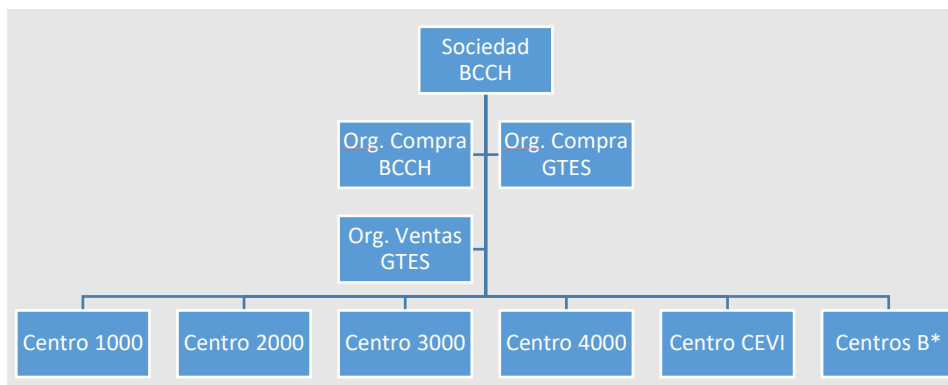 Sociedad
BCCH
Org. Compra
BCCH
Org. Compra
GTES
Org. Ventas
GTES
Centro 1000
Centro 2000
Centro 3000
Centro 4000
Centro CEVI
Centros B*